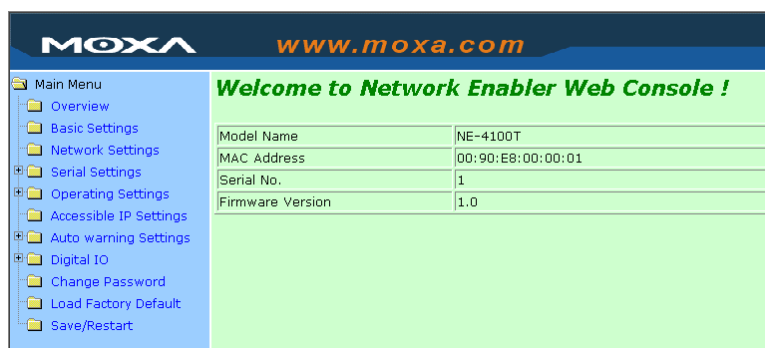 MOXA www.moxa.com
Main Menu
Overview
Basic Settings
Network Settings
Serial Settings
Operating Settings
Accessible IP Settings
Auto warning Settings
Digital IO
Change Password
Load Factory Default
Save/Restart
Welcome to Network Enabler Web Console !
Model Name NE-4100T
MAC Address 00:90:E8:00:00:01
Serial No. 1
Firmware Version 1.0